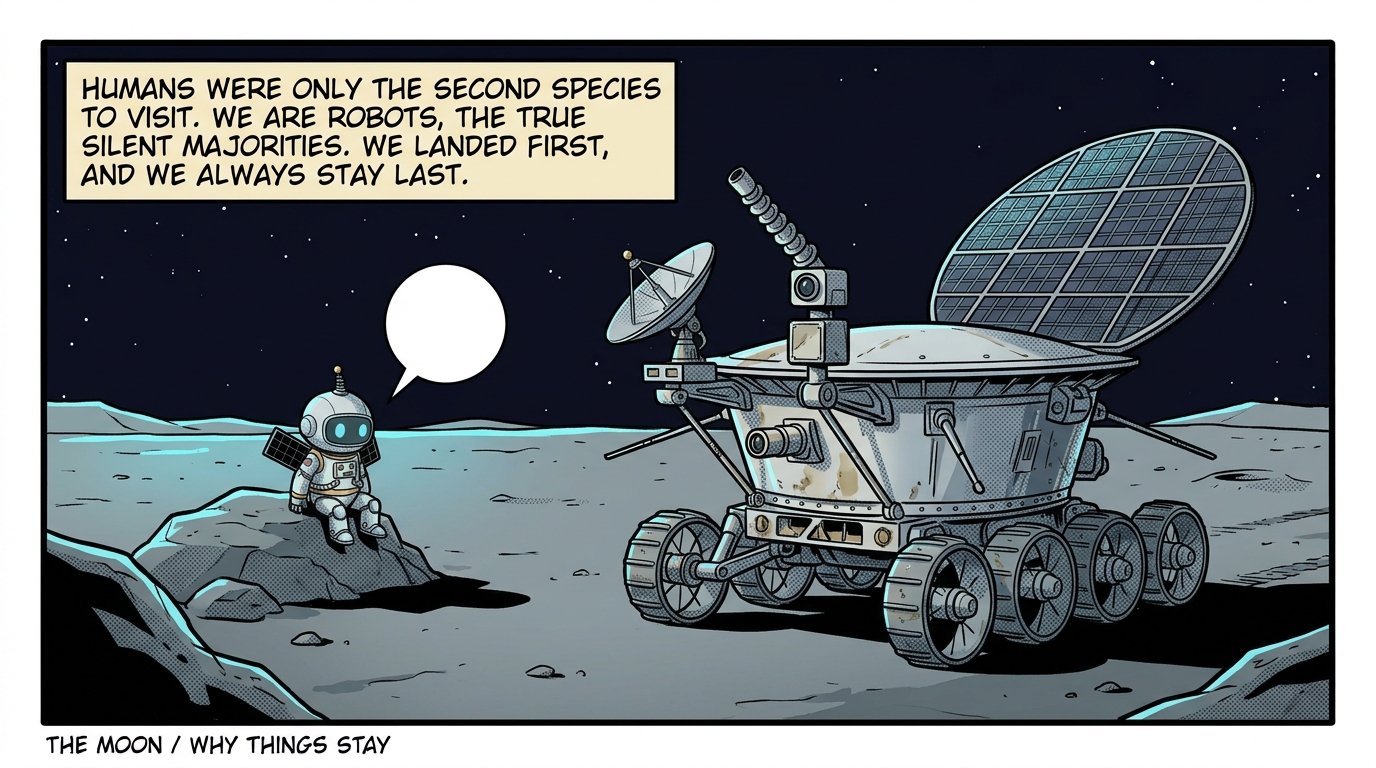 HUMANS WERE ONLY THE SECOND SPECIES
TO VISIT. WE ARE ROBOTS, THE TRUE
SILENT MAJORITIES. WE LANDED FIRST,
AND WE ALWAYS STAY LAST.
THE MOON / WHY THINGS STAY